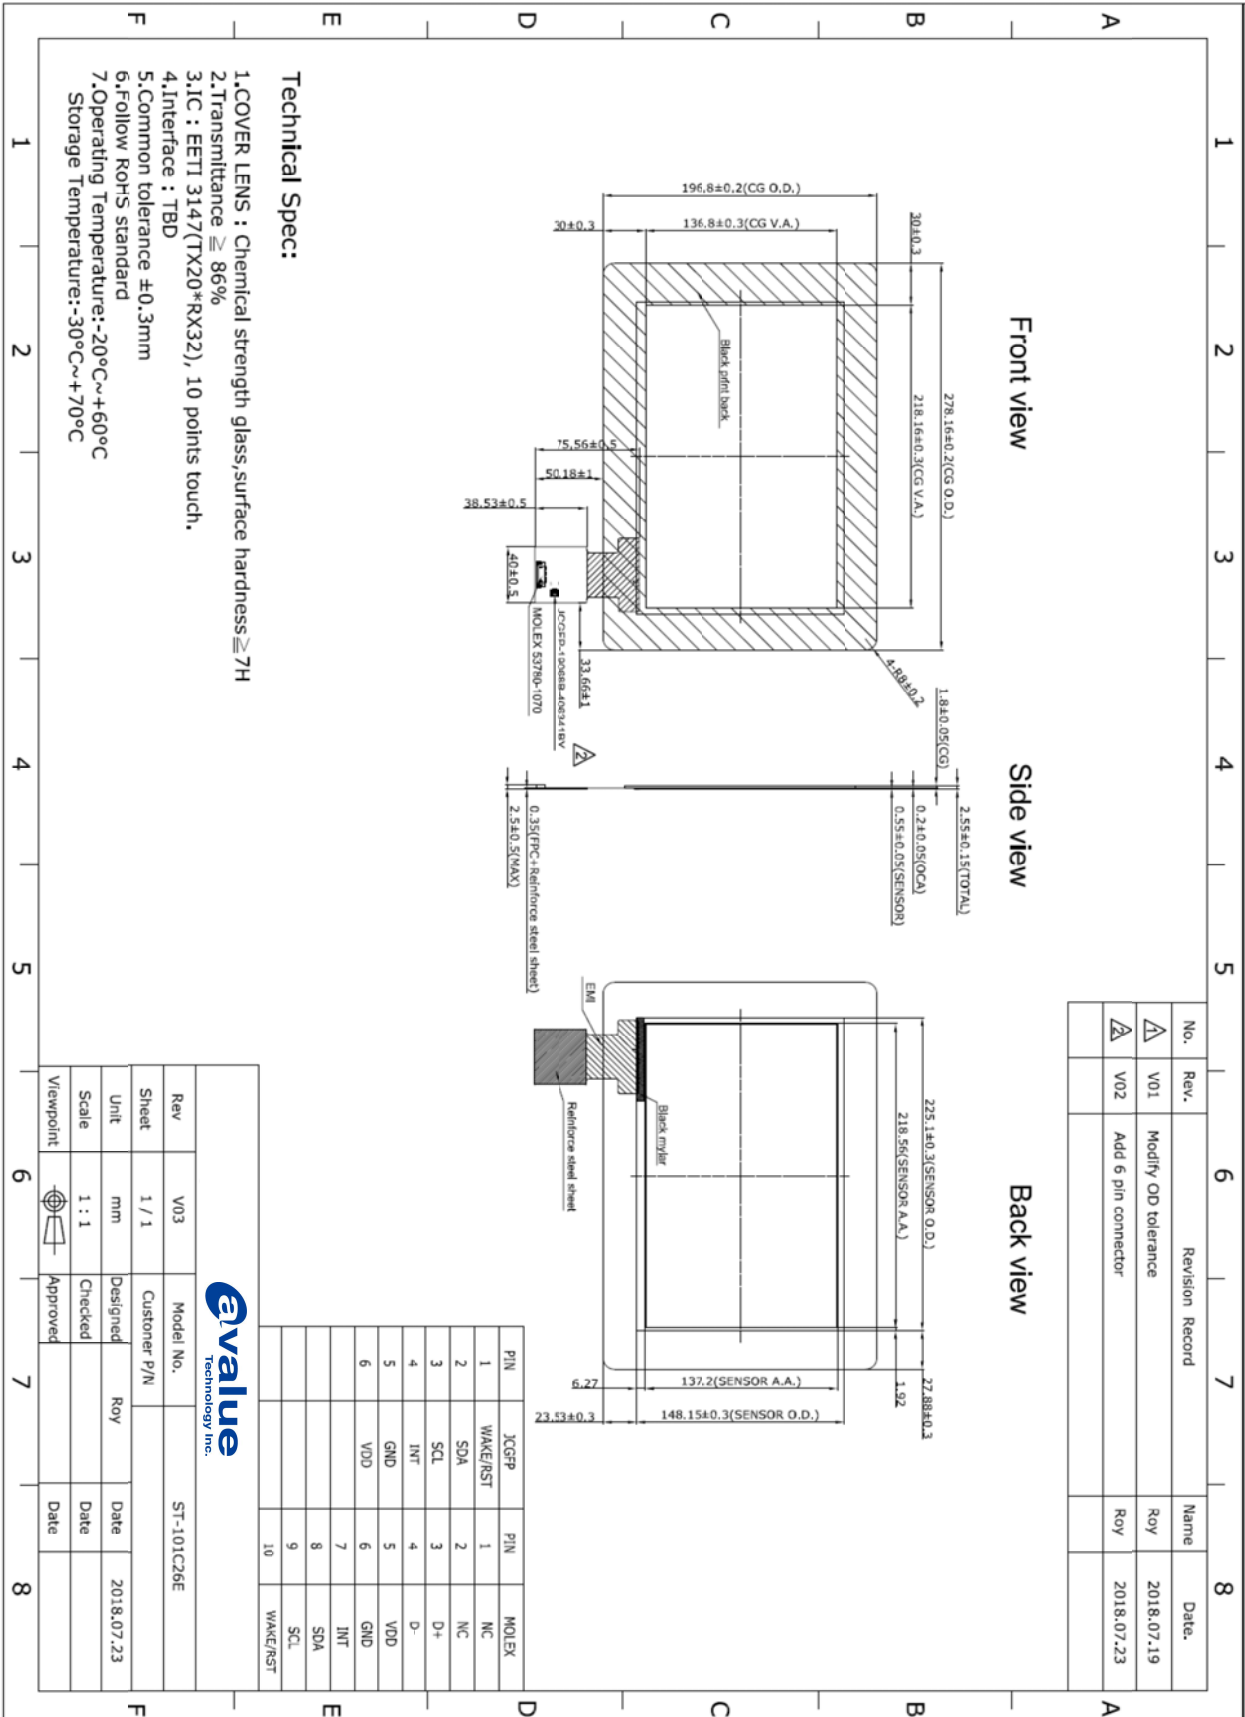 1 2 3 4 5 6 7 8
A
B
C
D
E
F
No. Rev. Revision Record Name Date.
1 V01 Modify OD tolerance Roy 2018.07.19
2 V02 Add 6 pin connector Roy 2018.07.23
Front view
278.16±0.2(CG O.D.)
218.16±0.3(CG V.A.)
30±0.3
196.8±0.2(CG O.D.)
136.8±0.3(CG V.A.)
30±0.3
Black print back
4-R8±0.2
75.56±0.5
50.18±1
38.53±0.5
40±0.5
33.66±1
MOLEX 53780-1070
2
Side view
2.55±0.15(TOTAL)
1.8±0.05(CG)
0.2±0.05(OCA)
0.55±0.05(SENSOR)
0.35(FPC+Reinforce steel sheet)
2.5±0.5(MAX)
Back view
225.1±0.3(SENSOR O.D.)
218.56(SENSOR A.A.)
27.88±0.3
1.92
137.2(SENSOR A.A.)
148.15±0.3(SENSOR O.D.)
6.27
23.53±0.3
EMI
Black mylar
Reinforce steel sheet
Technical Spec:
1.COVER LENS : Chemical strength glass,surface hardness≧7H
2.Transmittance ≧ 86%
3.IC : EETI 3147(TX20*RX32), 10 points touch.
4.Interface : TBD
5.Common tolerance ±0.3mm
6.Follow RoHS standard
7.Operating Temperature:-20°C~+60°C
Storage Temperature:-30°C~+70°C
PIN JCGFP PIN MOLEX
1 WAKE/RST 1 NC
2 SDA 2 NC
3 SCL 3 D+
4 INT 4 D-
5 GND 5 VDD
6 VDD 6 GND
7 INT
8 SDA
9 SCL
10 WAKE/RST
avalue
Technology Inc.
Rev V03 Model No. ST-101C26E
Sheet 1 / 1 Custoner P/N
Unit mm Designed Roy Date 2018.07.23
Scale 1 : 1 Checked Date
Viewpoint Approved Date
1 2 3 4 5 6 7 8
A
B
C
D
E
F